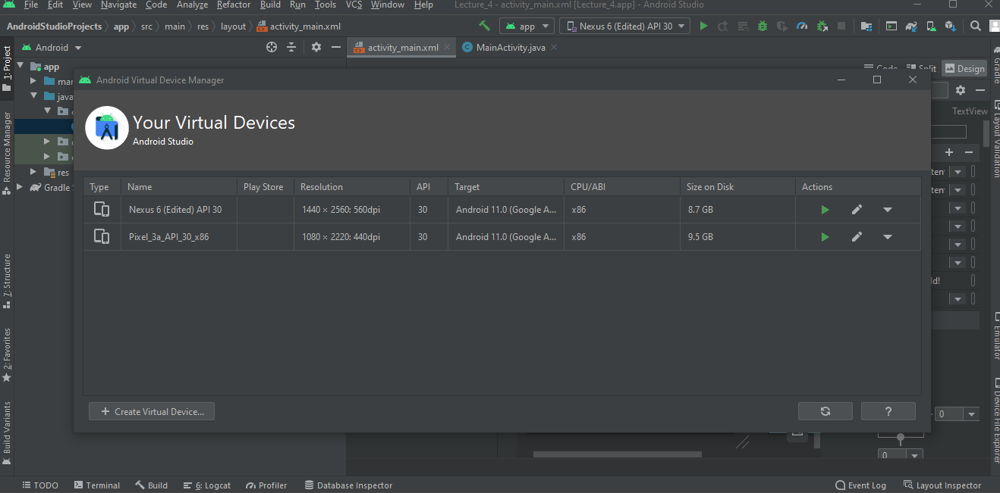 File Edit View Navigate Code Analyze Refactor Build Run Tools VCS Window Help Lecture_4 - activity_main.xml [Lecture_4.app] - Android Studio
AndroidStudioProjects app src main res layout activity_main.xml app Nexus 6 (Edited) API 30
1: Project
Android
activity_main.xml
MainActivity.java
app
Code Split Design
Gradle
java
TextView
res
Gradle
Resource Manager
Layout Validation
7: Structure
2: Favorites
Build Variants
Emulator
Device File Explorer
Android Virtual Device Manager
Your Virtual Devices
Android Studio
Type Name Play Store Resolution API Target CPU/ABI Size on Disk Actions
Nexus 6 (Edited) API 30 1440 × 2560: 560dpi 30 Android 11.0 (Google A... x86 8.7 GB
Pixel_3a_API_30_x86 1080 × 2220: 440dpi 30 Android 11.0 (Google A... x86 9.5 GB
+ Create Virtual Device...
?
0
0
TODO Terminal Build 6: Logcat Profiler Database Inspector Event Log Layout Inspector